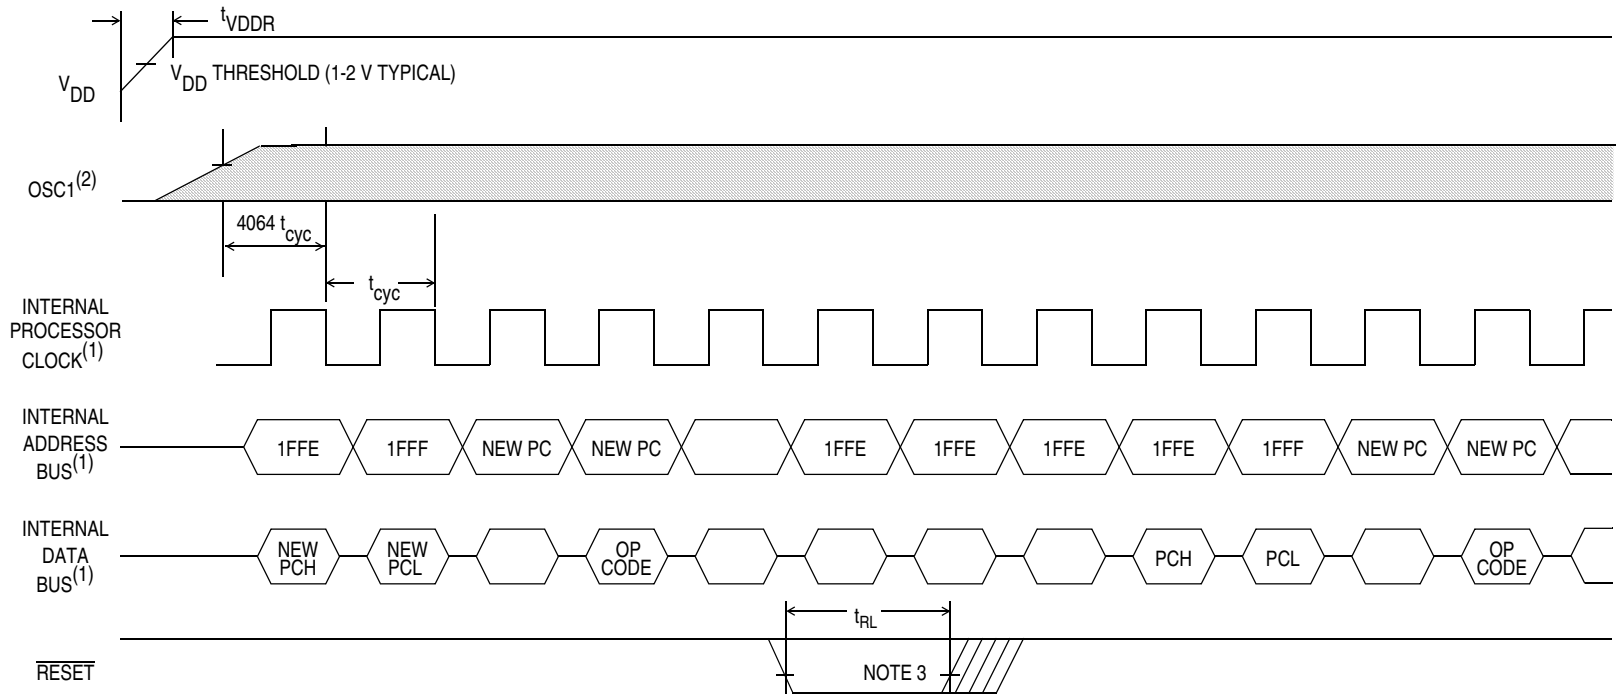 tVDDR
VDD THRESHOLD (1-2 V TYPICAL)
VDD
OSC1(2)
4064 tcyc
tcyc
INTERNAL
PROCESSOR
CLOCK(1)
INTERNAL
ADDRESS
BUS(1)
1FFE 1FFF NEW PC NEW PC 1FFE 1FFE 1FFE 1FFE 1FFF NEW PC NEW PC
INTERNAL
DATA
BUS(1)
NEW
PCH
NEW
PCL
OP
CODE
PCH
PCL
OP
CODE
tRL
RESET
NOTE 3